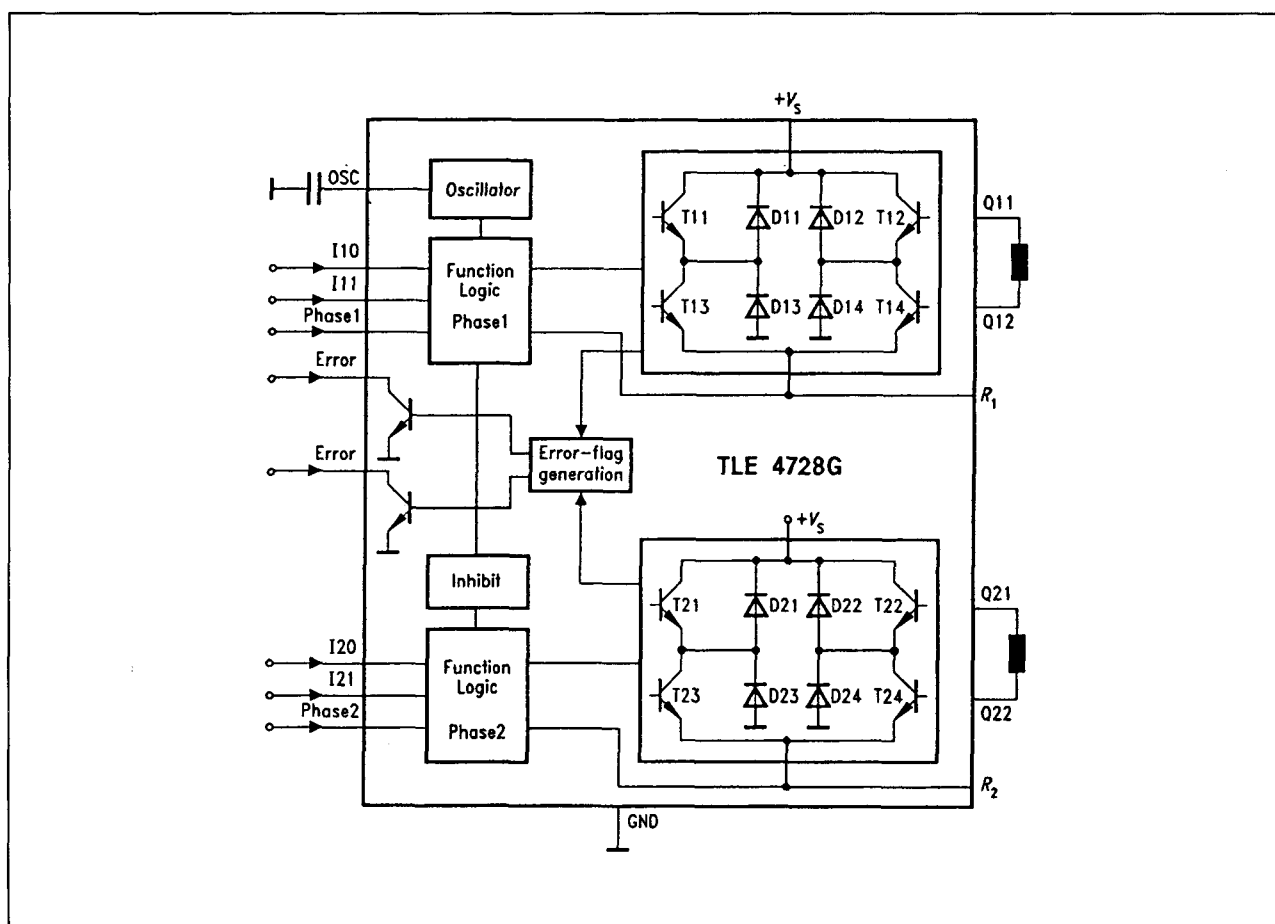 +VS
OSC
Oscillator
Q11
T11
D11
D12
T12
I10
Function
Logic
Phase1
I11
Phase1
T13
D13
D14
T14
Q12
Error
R1
Error
Error-flag
generation
TLE 4728G
+VS
Inhibit
T21
D21
D22
T22
Q21
I20
Function
Logic
Phase2
I21
Phase2
T23
D23
D24
T24
Q22
R2
GND